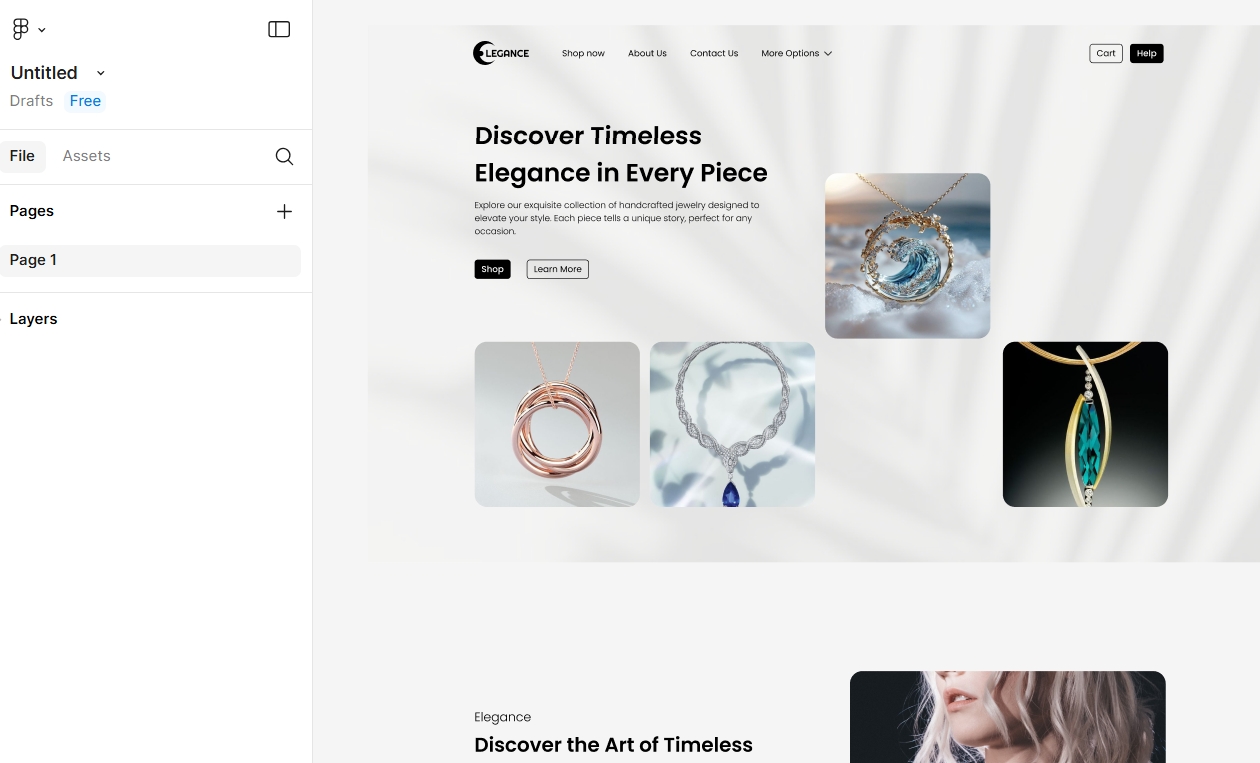 Untitled
Drafts Free
File Assets
Pages
Page 1
Layers
LEGANCE Shop now About Us Contact Us More Options Cart Help
Discover Timeless
Elegance in Every Piece
Explore our exquisite collection of handcrafted jewelry designed to
elevate your style. Each piece tells a unique story, perfect for any
occasion.
Shop Learn More
Elegance
Discover the Art of Timeless